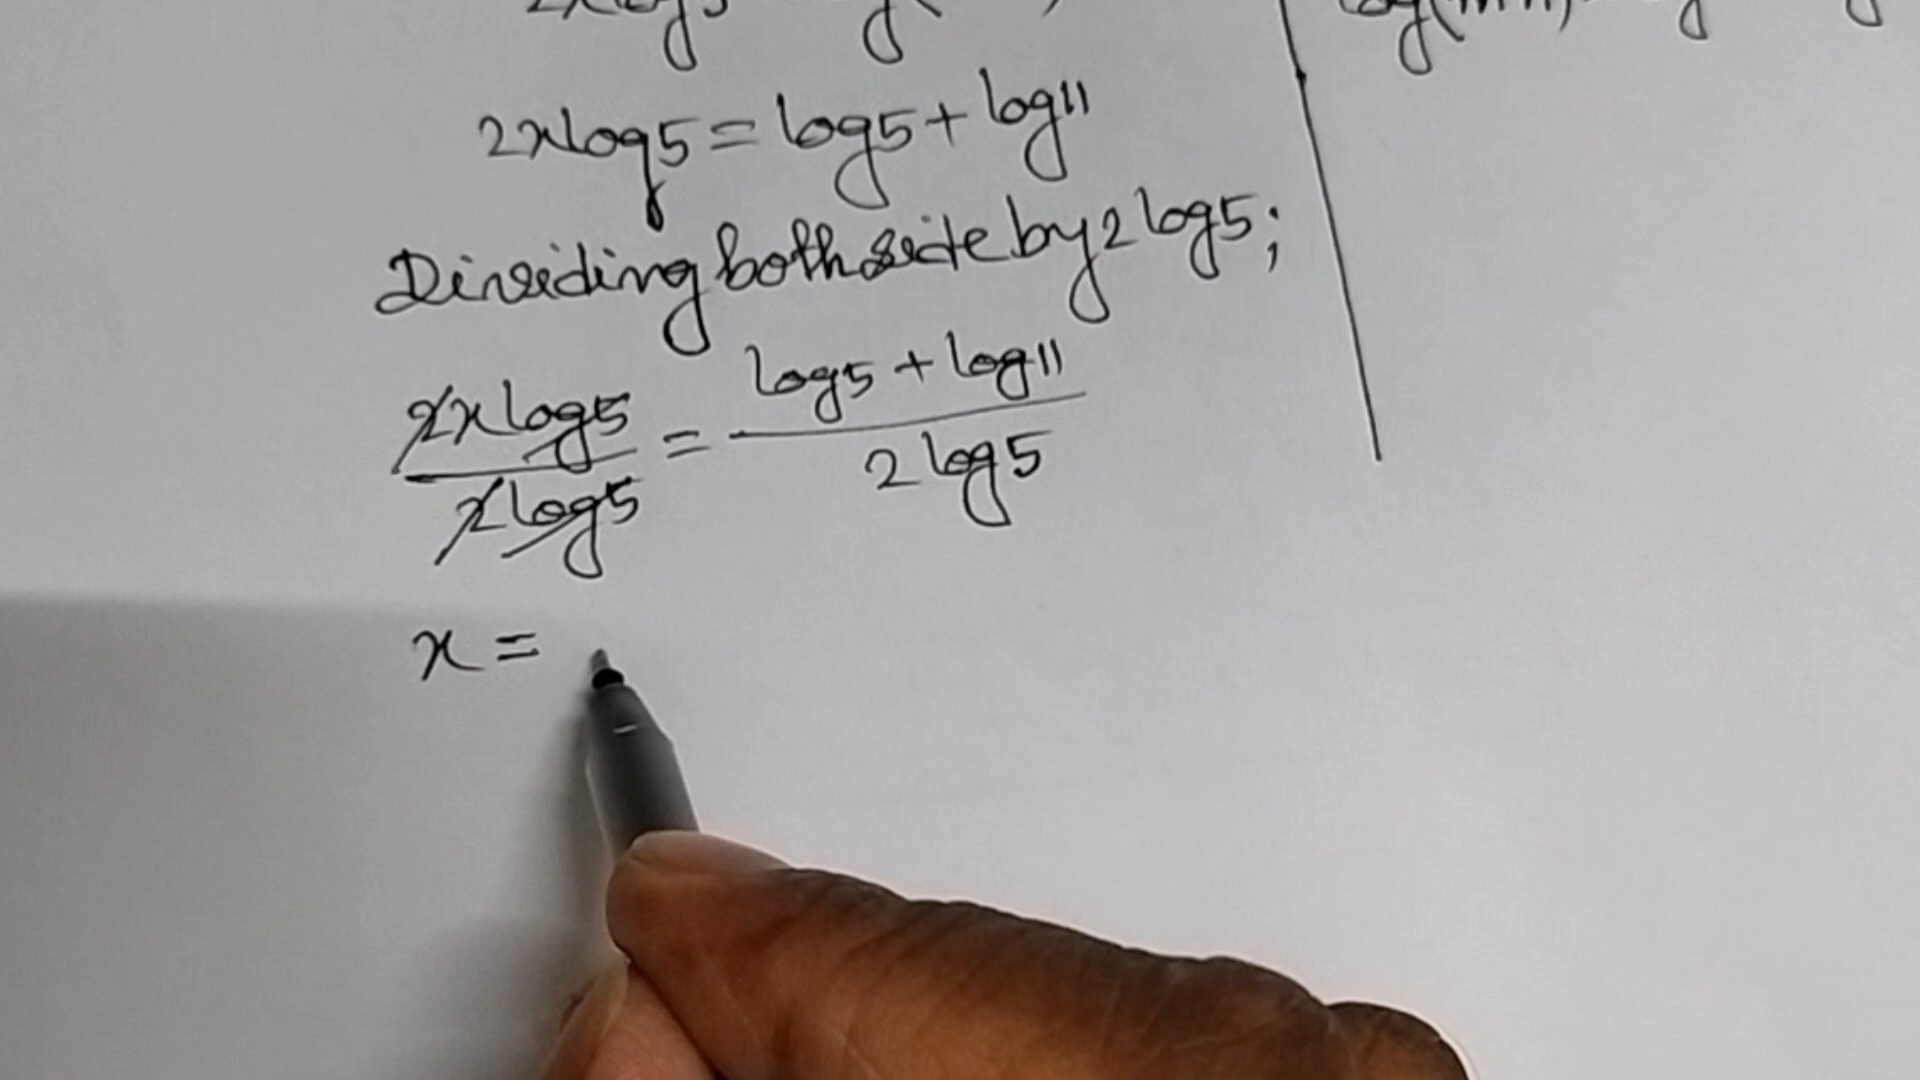 2xlog5=log5+log11
Dividing both side by 2log5;
2xlog5/2log5 = log5+log11/2log5
x=